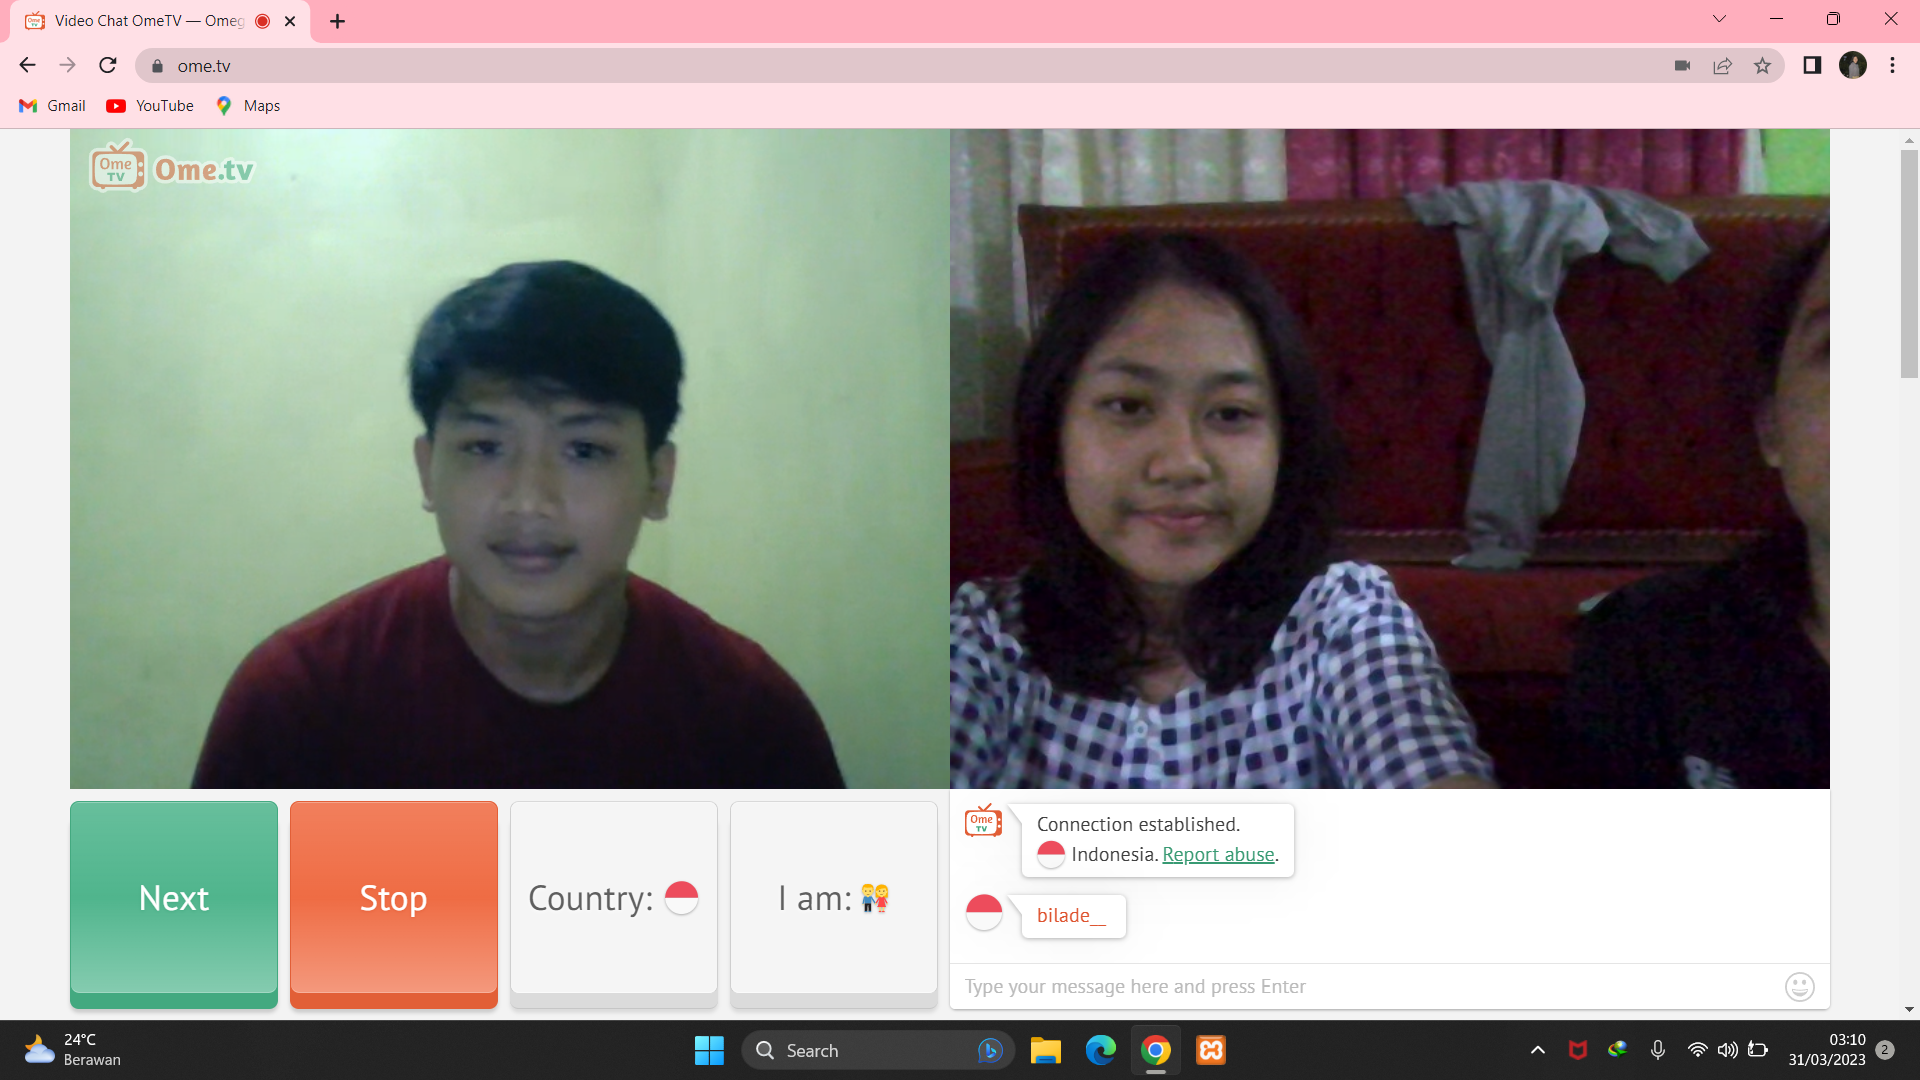 Video Chat OmeTV — Omeg
ome.tv
Gmail
YouTube
Maps
Ome
TV
Ome.tv
Next
Stop
Country:
I am:
Ome
TV
Connection established.
Indonesia. Report abuse.
bilade__
Type your message here and press Enter
24°C
Berawan
Search
03:10
31/03/2023
2